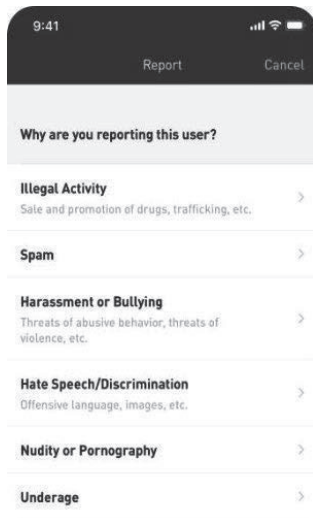 9:41
Report Cancel
Why are you reporting this user?
Illegal Activity
Sale and promotion of drugs, trafficking, etc.
Spam
Harassment or Bullying
Threats of abusive behavior, threats of
violence, etc.
Hate Speech/Discrimination
Offensive language, images, etc.
Nudity or Pornography
Underage